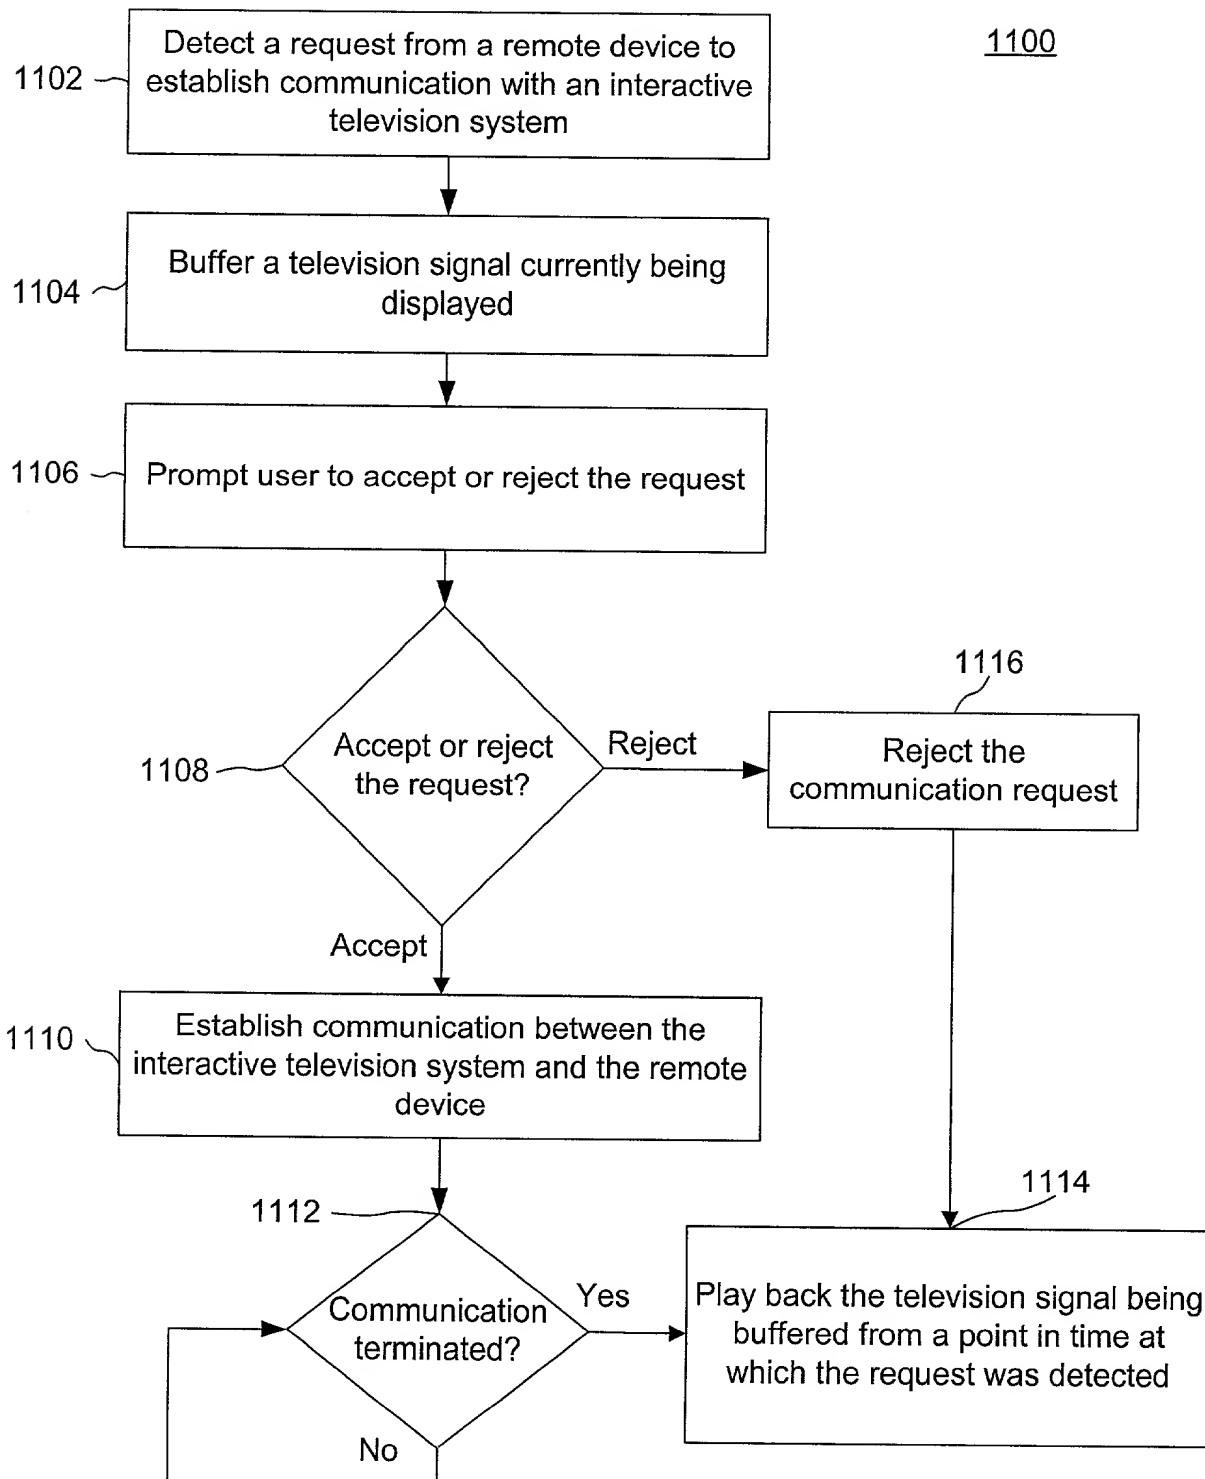 1100
1102
Detect a request from a remote device to
establish communication with an interactive
television system
1104
Buffer a television signal currently being
displayed
1106
Prompt user to accept or reject the request
1108
Accept or reject
the request?
Reject
1116
Reject the
communication request
Accept
1110
Establish communication between the
interactive television system and the remote
device
1112
Communication
terminated?
Yes
No
1114
Play back the television signal being
buffered from a point in time at
which the request was detected